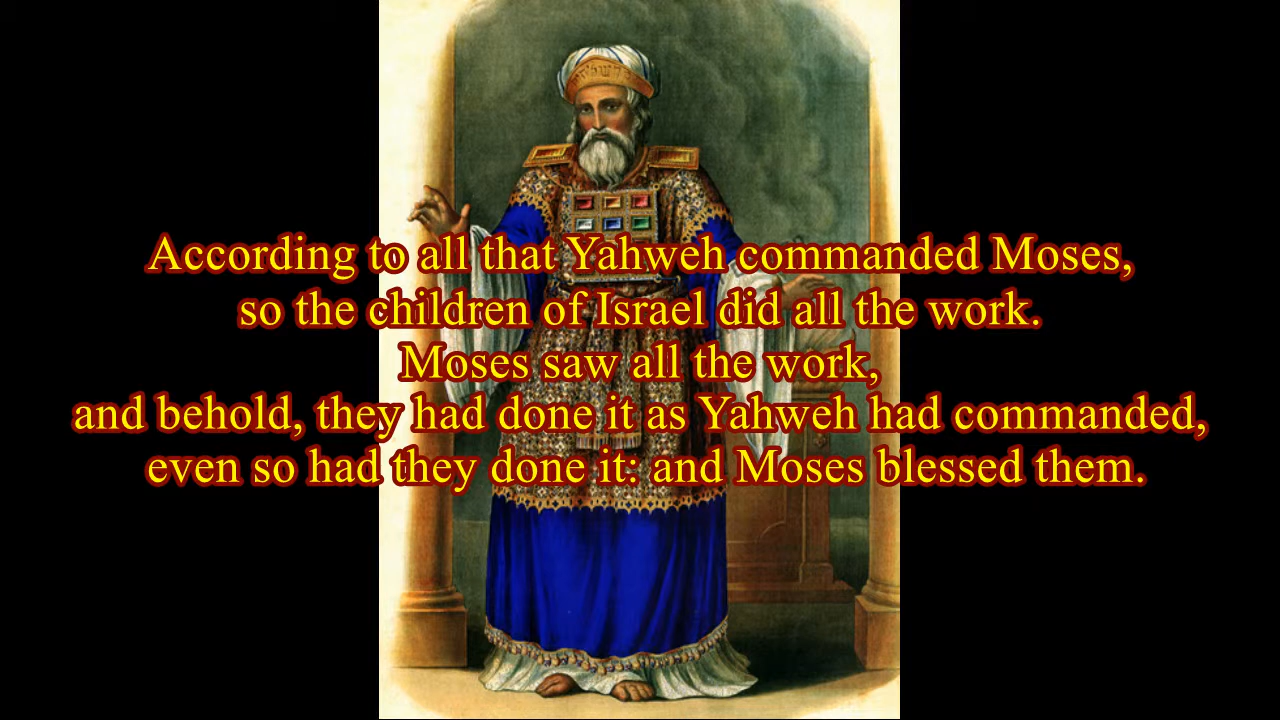 According to all that Yahweh commanded Moses,
so the children of Israel did all the work.
Moses saw all the work,
and behold, they had done it as Yahweh had commanded,
even so had they done it: and Moses blessed them.